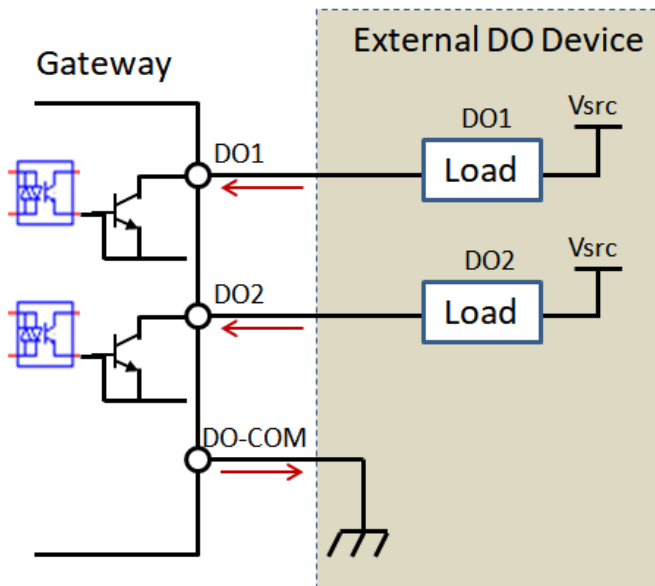 External DO Device
Gateway
Vsrc
DO1
DO1
Load
Vsrc
DO2
DO2
Load
DO-COM